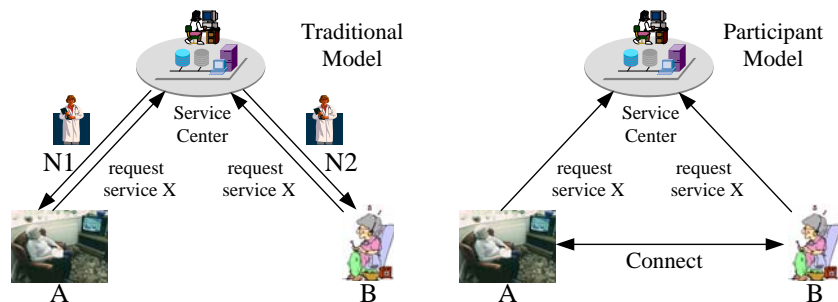 Traditional
Model
Service
Center
N1
N2
request
service X
request
service X
A
B
Participant
Model
Service
Center
request
service X
request
service X
Connect
A
B